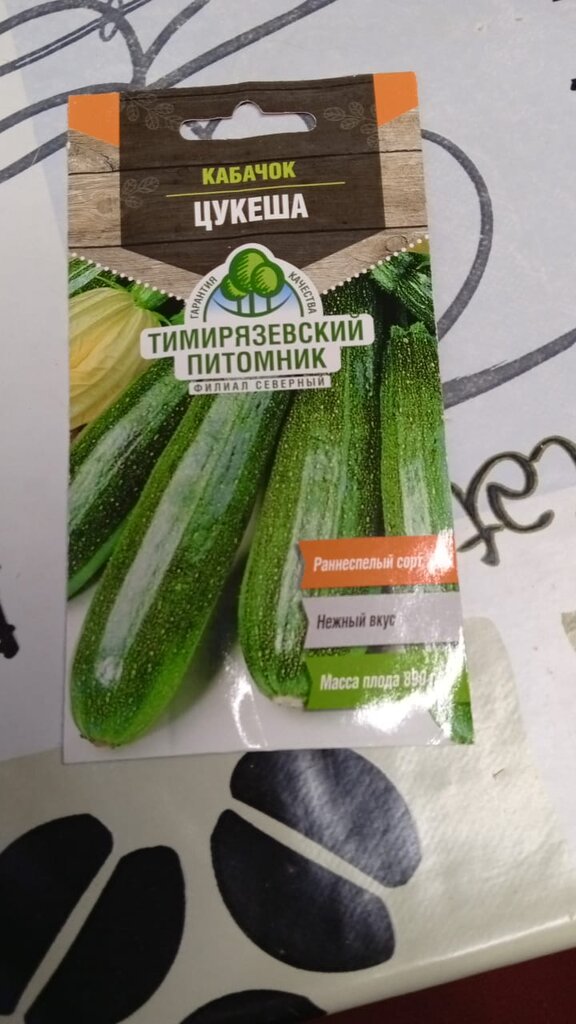 КАБАЧОК
ЦУКЕША
ГАРАНТИЯ КАЧЕСТВА
ТИМИРЯЗЕВСКИЙ
ПИТОМНИК
ФИЛИАЛ СЕВЕРНЫЙ
Раннеспелый сорт
Нежный вкус
Масса плода